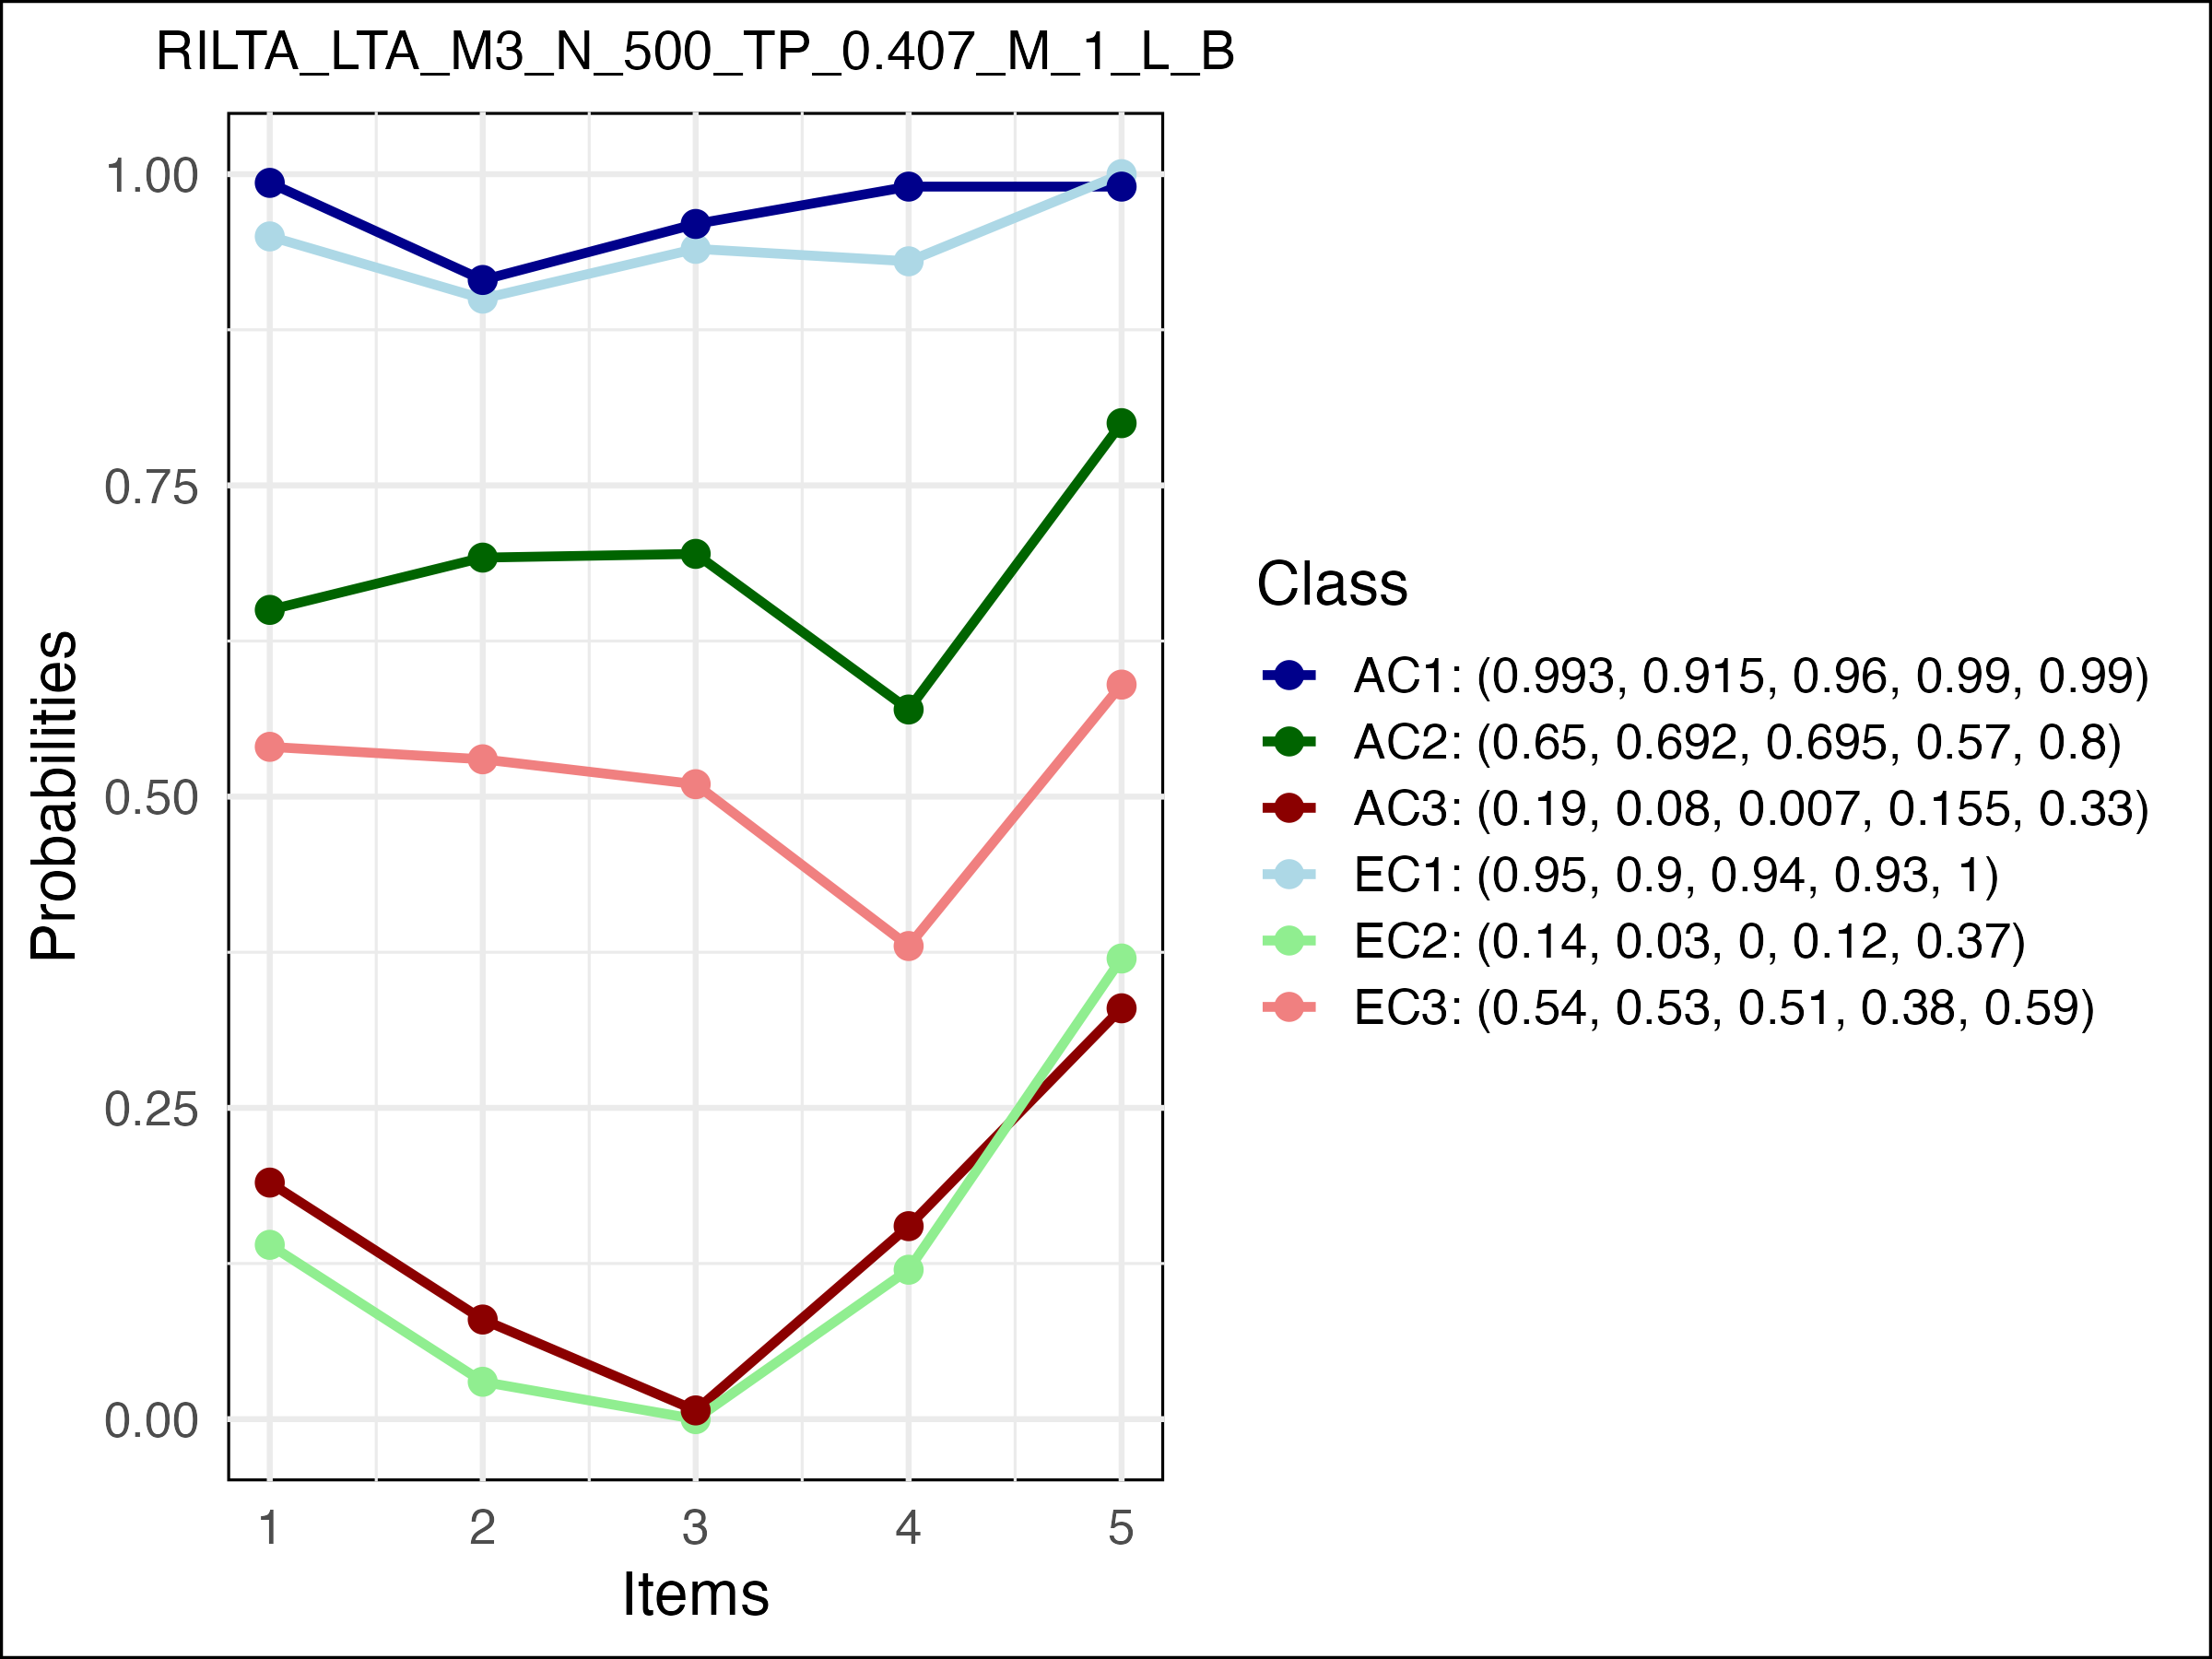 RILTA_LTA_M3_N_500_TP_0.407_M_1_L_B
1.00
0.75
0.50
0.25
0.00
Probabilities
1 2 3 4 5
Items
Class
AC1: (0.993, 0.915, 0.96, 0.99, 0.99)
AC2: (0.65, 0.692, 0.695, 0.57, 0.8)
AC3: (0.19, 0.08, 0.007, 0.155, 0.33)
EC1: (0.95, 0.9, 0.94, 0.93, 1)
EC2: (0.14, 0.03, 0, 0.12, 0.37)
EC3: (0.54, 0.53, 0.51, 0.38, 0.59)